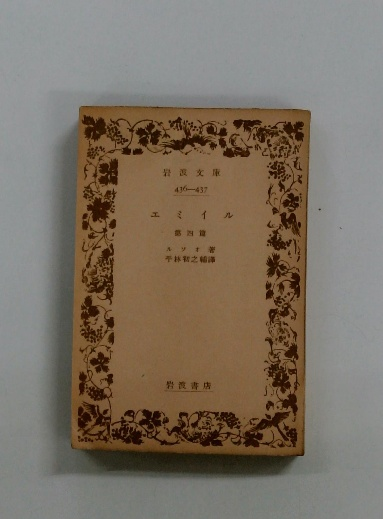 岩波文庫
436—437
エミイル
第四篇
ルソオ著
平林初之輔譯
岩波書店